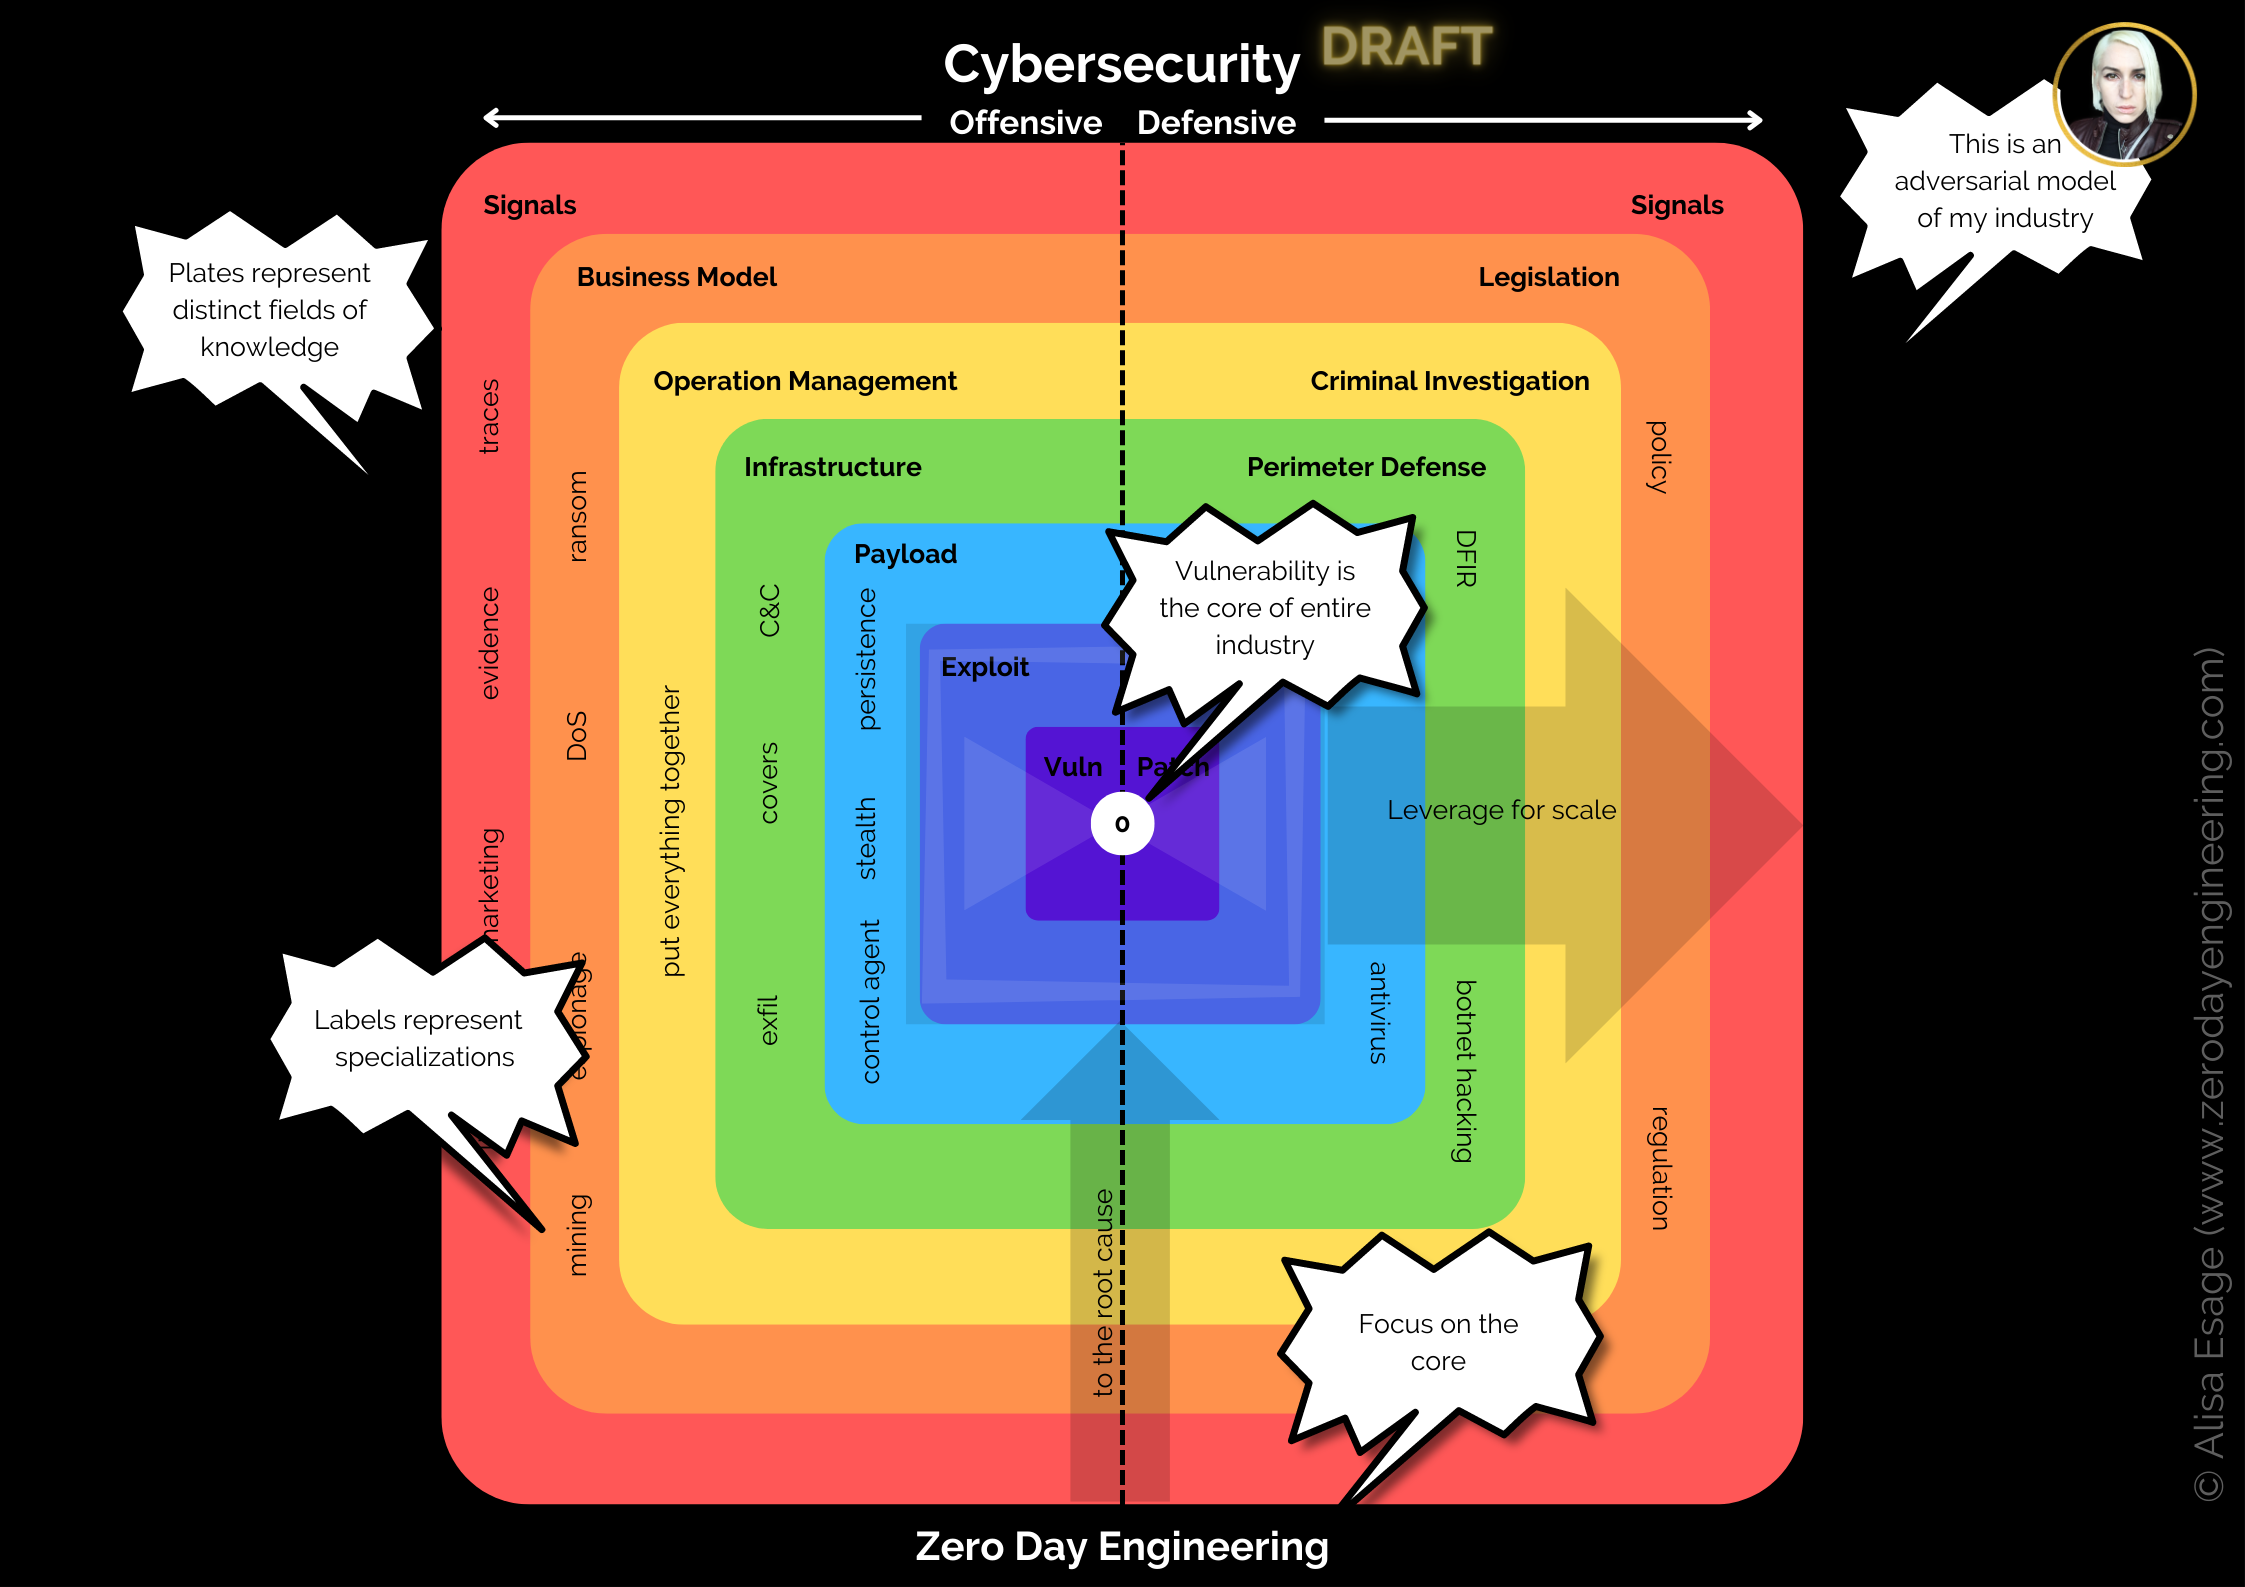 Cybersecurity
DRAFT
Offensive
Defensive
This is an
adversarial model
of my industry
Signals
Signals
Plates represent
distinct fields of
knowledge
Business Model
Legislation
Operation Management
Criminal Investigation
Infrastructure
Perimeter Defense
Payload
Vulnerability is
the core of entire
industry
Exploit
Vuln
Patch
0
traces
evidence
ransom
DoS
mining
put everything together
C&C
covers
exfil
persistence
stealth
control agent
antivirus
DFIR
botnet hacking
policy
regulation
Leverage for scale
Labels represent
specializations
to the root cause
Focus on the
core
Zero Day Engineering
© Alisa Esage (www.zerodayengineering.com)